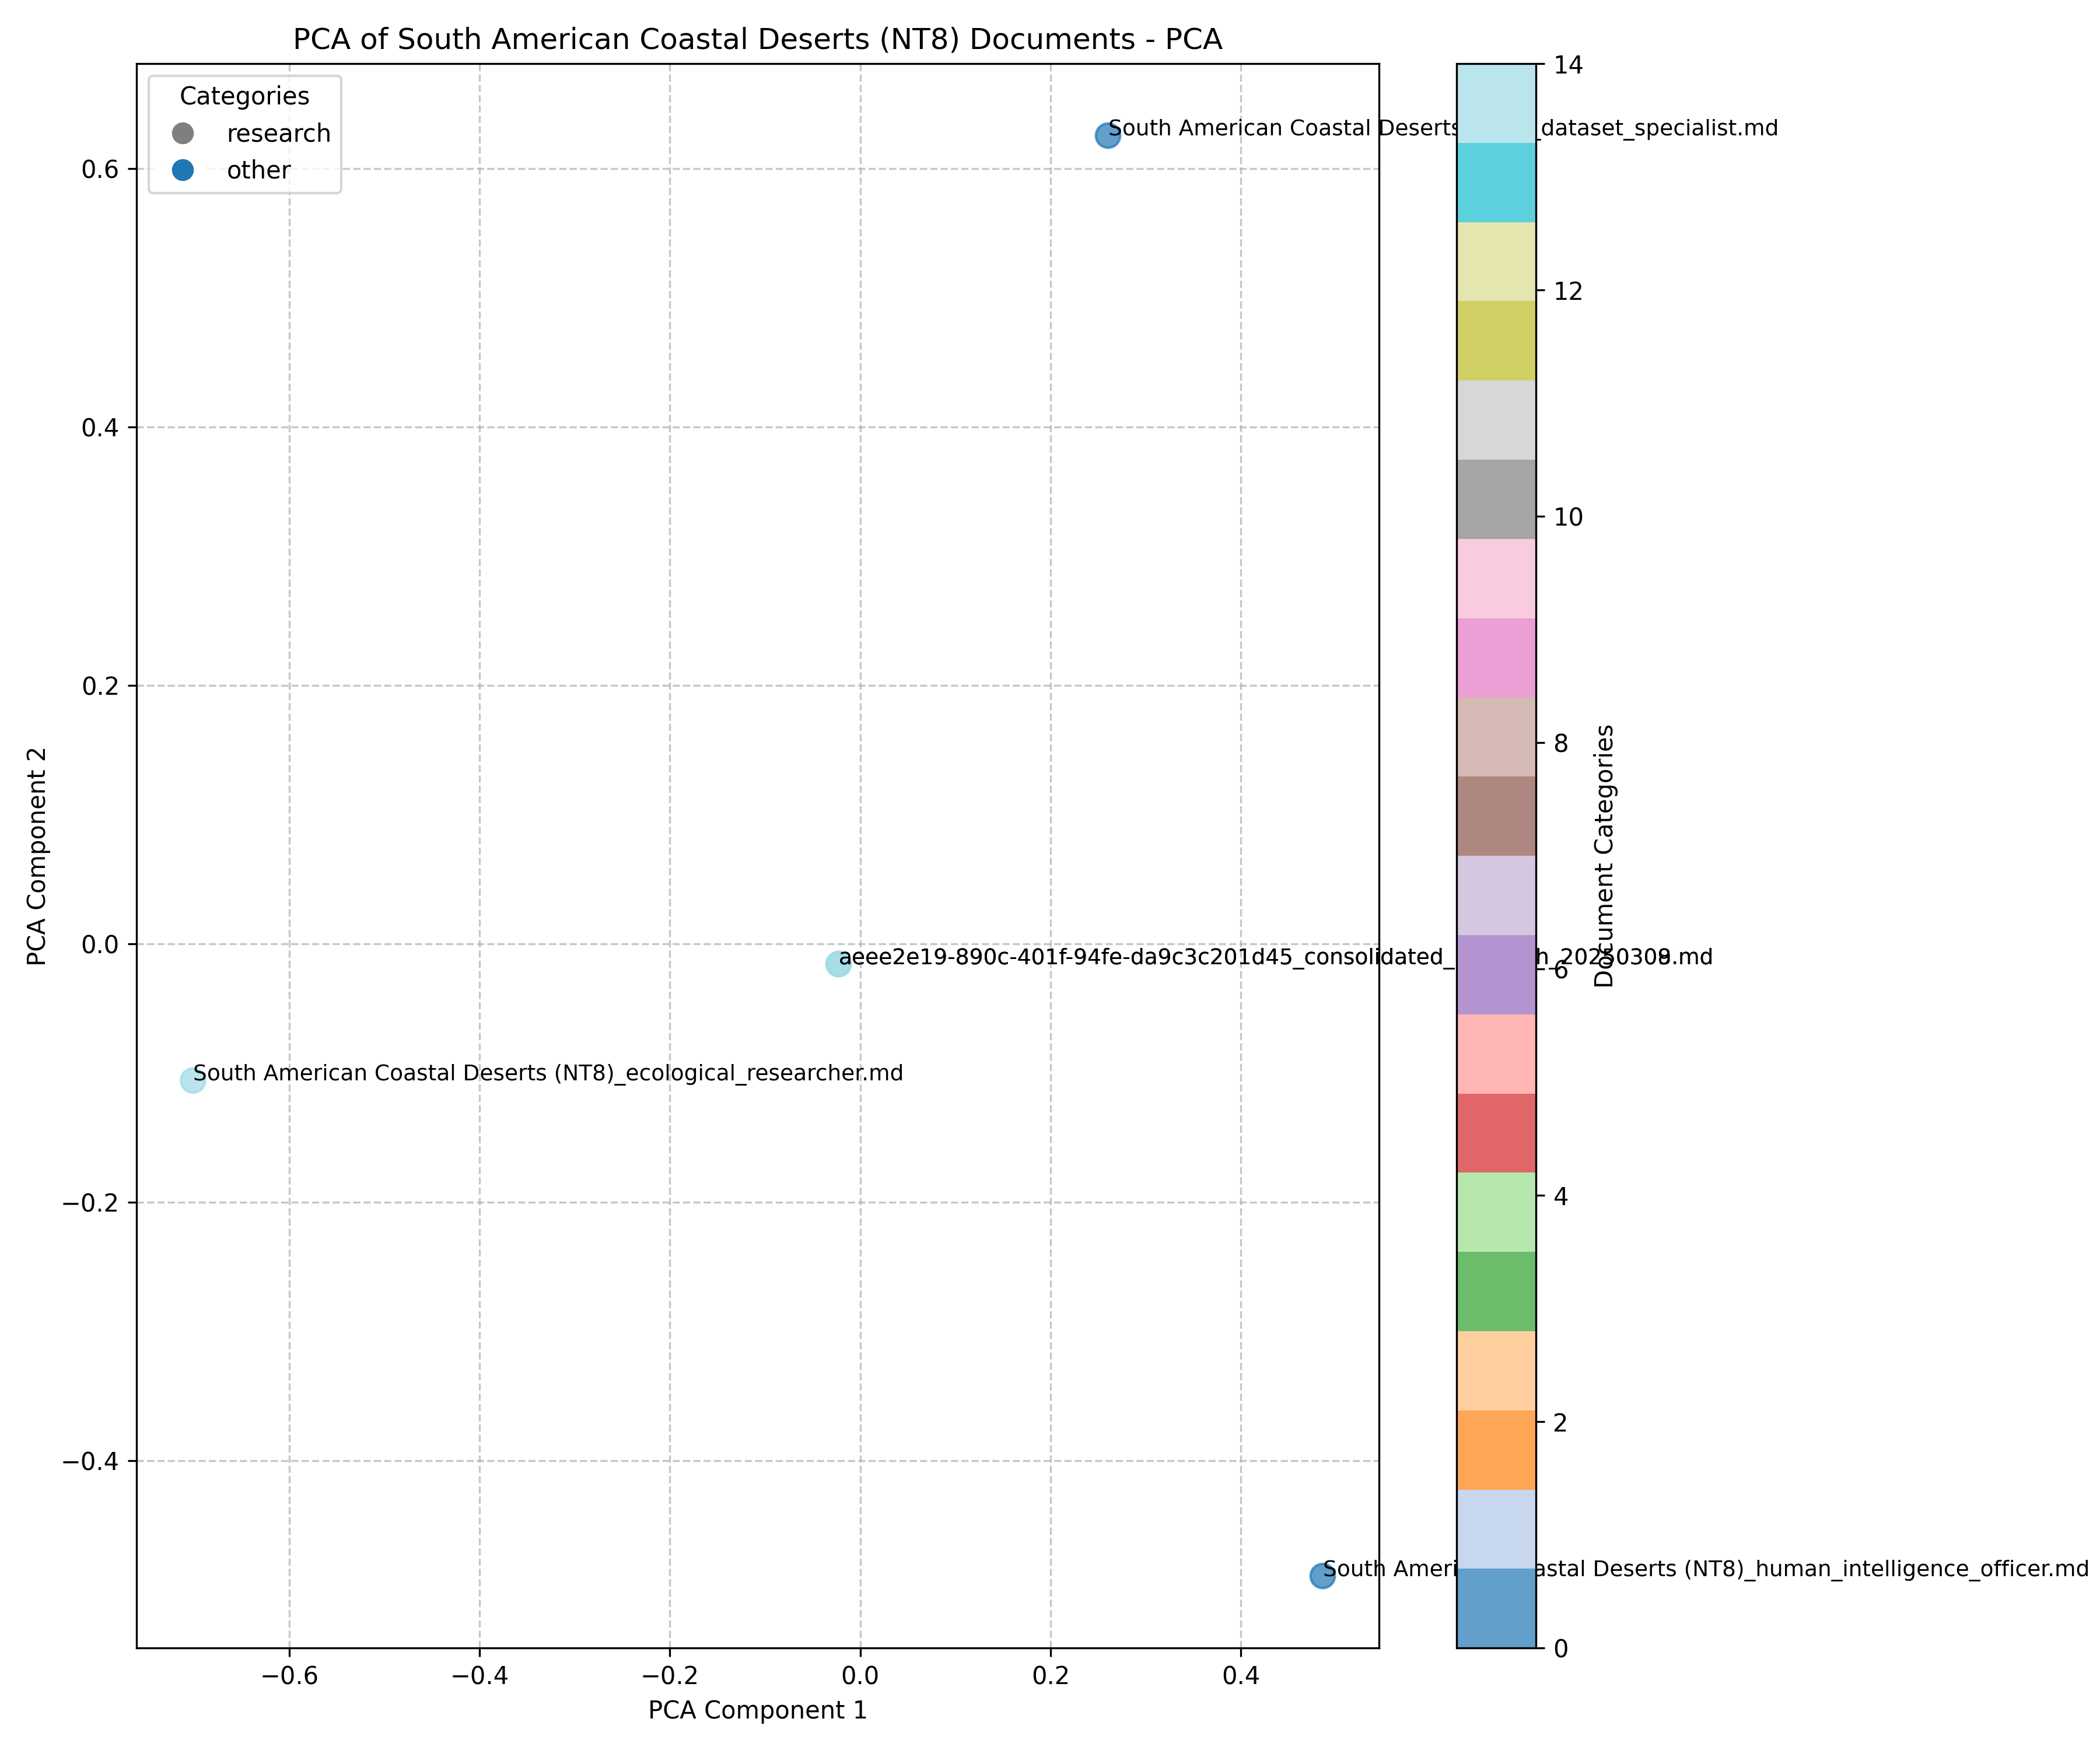 PCA of South American Coastal Deserts (NT8) Documents - PCA
Categories
research
other
South American Coastal Deserts _dataset_specialist.md
aeee2e19-890c-401f-94fe-da9c3c201d45_consolidated_ h_ .md
South American Coastal Deserts (NT8)_ecological_researcher.md
South Ameri astal Deserts (NT8)_human_intelligence_officer.md
PCA Component 2
0.6
0.4
0.2
0.0
−0.2
−0.4
−0.6
−0.4
−0.2
0.0
0.2
0.4
PCA Component 1
14
12
10
8
6
4
2
0
Document Categories